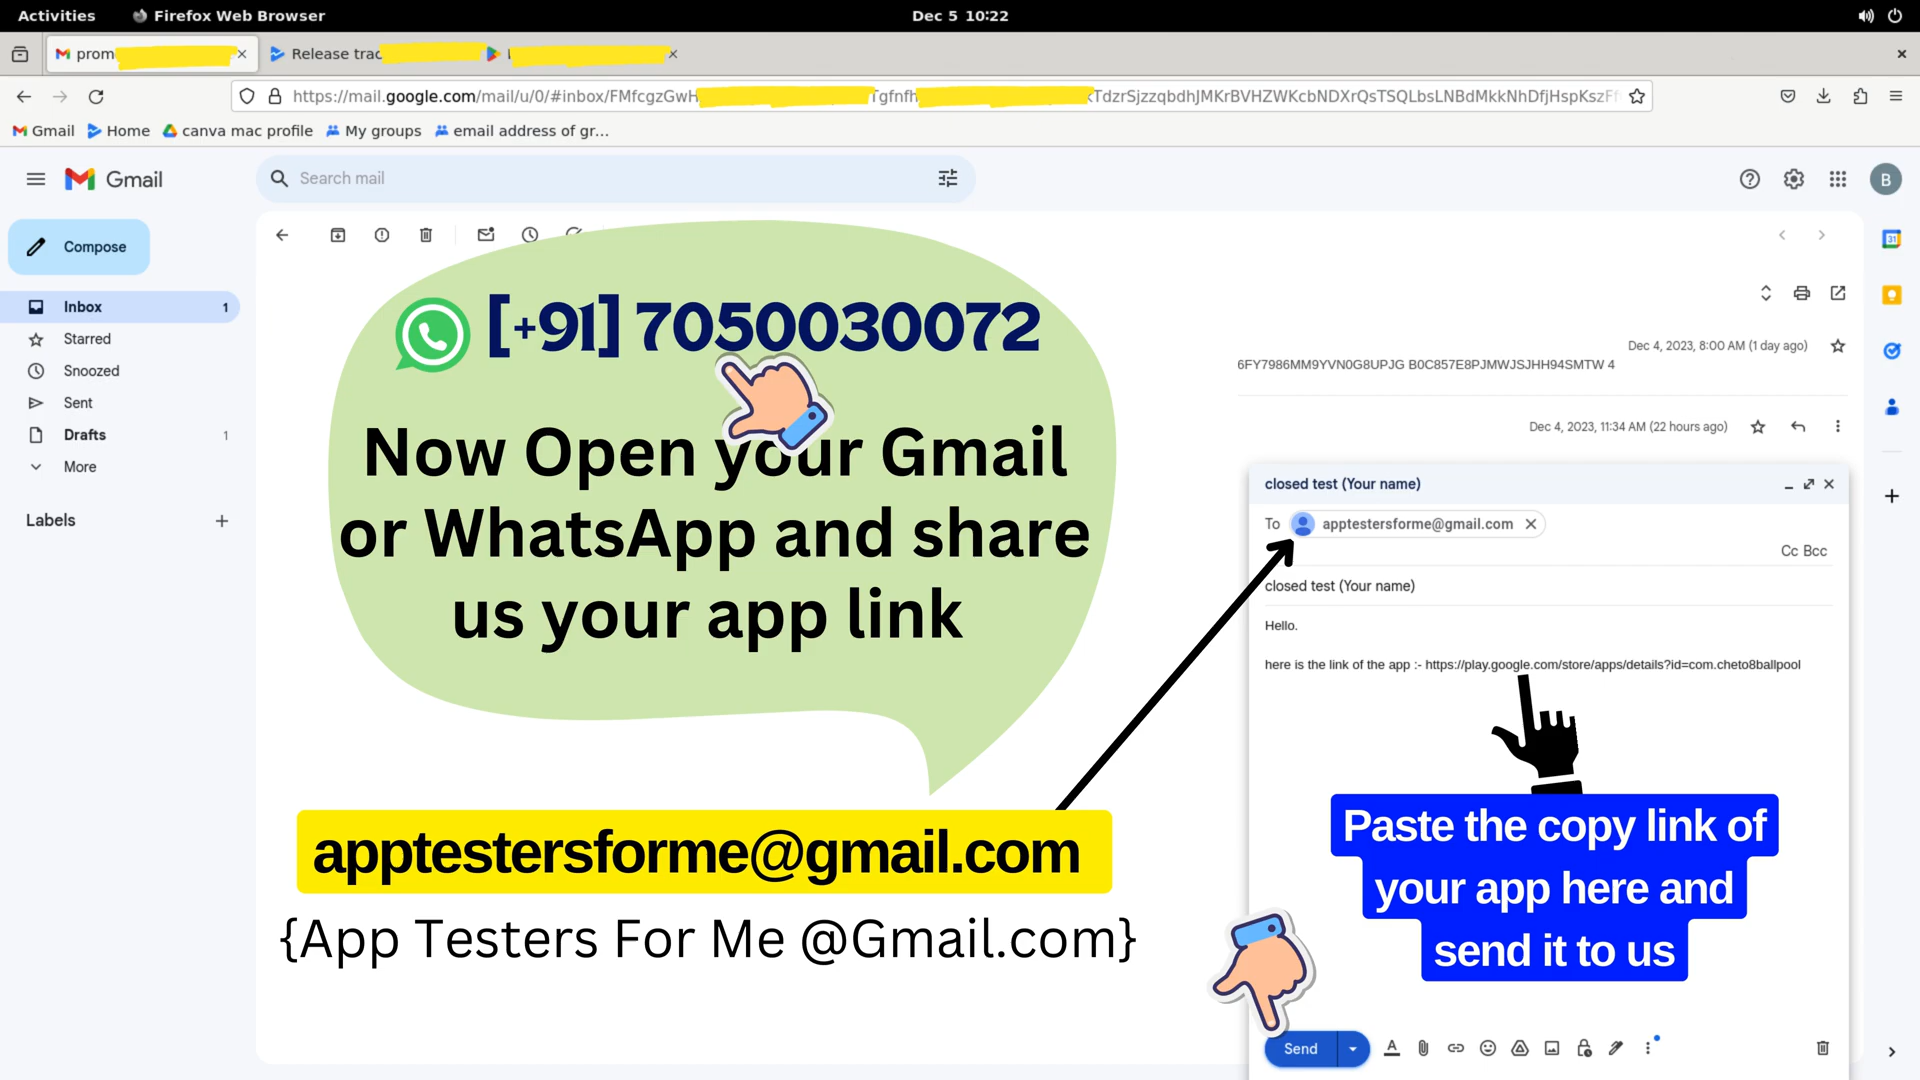 Activities
Firefox Web Browser
Dec 5 10:22
prom
Release trac
https://mail.google.com/mail/u/0/#inbox/FMfcgzGwH
Tgfnfh
TdzrSjzzqbdhJMKrBVHZWKcbNDXrQsTSQLbsLNBdMkkNhDfjHspKszF
Gmail
Home
canva mac profile
My groups
email address of gr...
Gmail
Search mail
B
Compose
Inbox 1
Starred
Snoozed
Sent
Drafts 1
More
Labels
31
[+91] 7050030072
Now Open your Gmail
or WhatsApp and share
us your app link
apptestersforme@gmail.com
{App Testers For Me @Gmail.com}
Dec 4, 2023, 8:00 AM (1 day ago)
6FY7986MM9YVN0G8UPJG B0C857E8PJMWJSJHH94SMTW 4
Dec 4, 2023, 11:34 AM (22 hours ago)
closed test (Your name)
To apptestersforme@gmail.com
Cc Bcc
closed test (Your name)
Hello.
here is the link of the app :- https://play.google.com/store/apps/details?id=com.cheto8ballpool
Paste the copy link of
your app here and
send it to us
Send